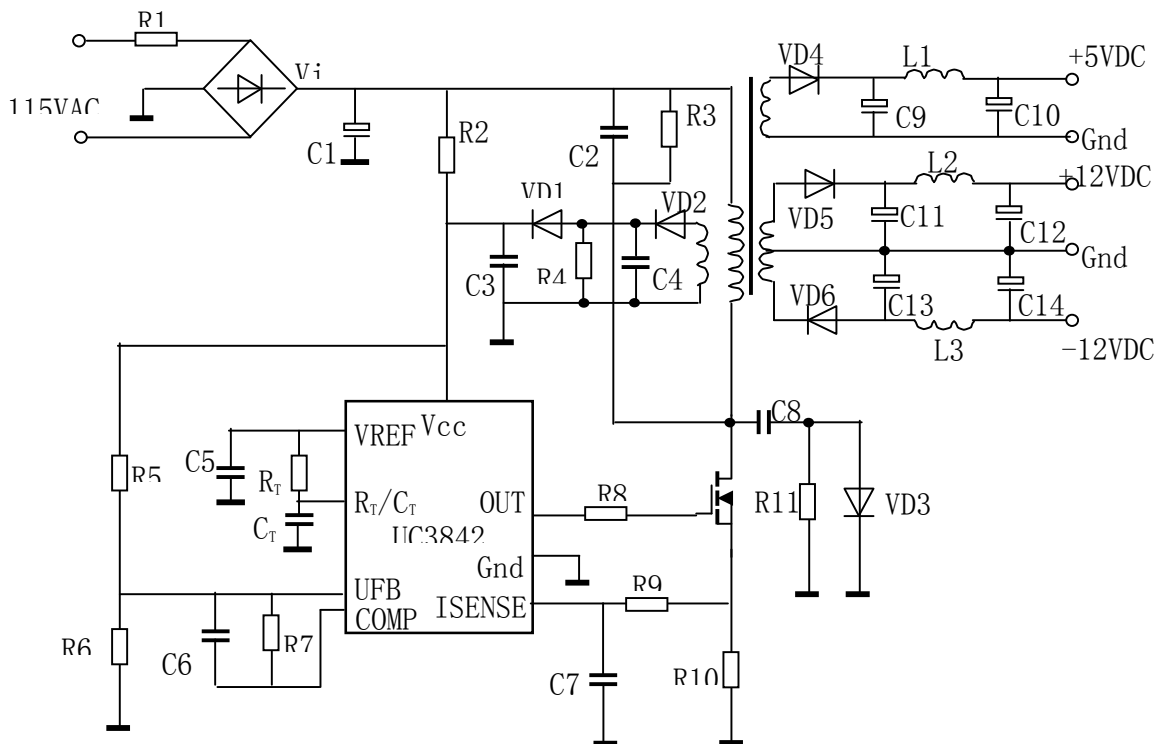 R1
Vi
115VAC
C1
R2
C2
R3
VD4
L1
+5VDC
C9
C10
Gnd
L2
+12VDC
VD5
C11
C12
Gnd
VD6
C13
C14
L3
-12VDC
VD1
VD2
C3
R4
C4
C8
R11
VD3
VREF
Vcc
C5
RT
RT/CT
CT
OUT
UC3842
Gnd
UFB
COMP
ISENSE
R5
R6
C6
R7
R8
R9
C7
R10